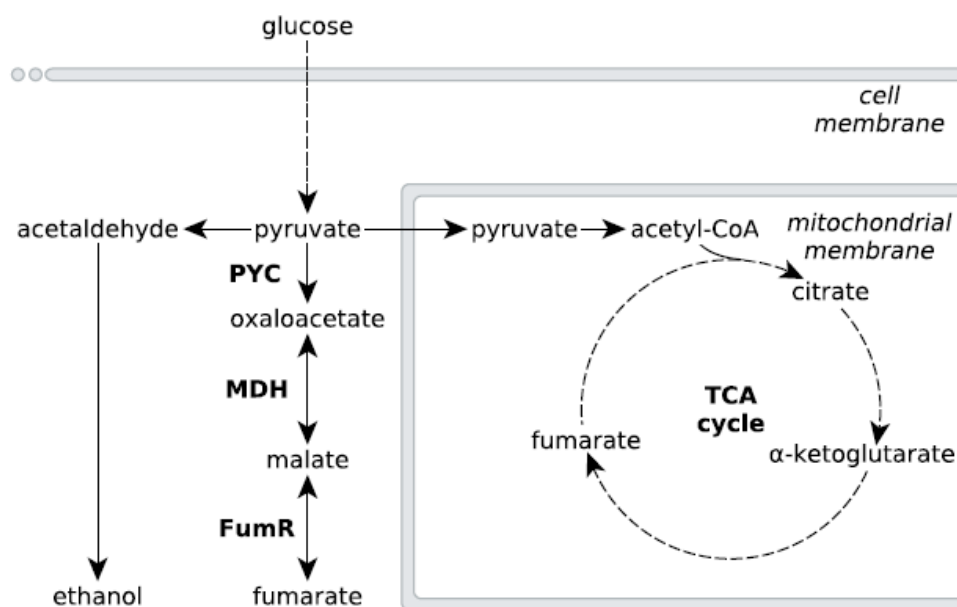 glucose
cell
membrane
acetaldehyde
pyruvate
pyruvate
acetyl-CoA
mitochondrial
membrane
PYC
citrate
oxaloacetate
MDH
TCA
cycle
fumarate
α-ketoglutarate
malate
FumR
ethanol
fumarate